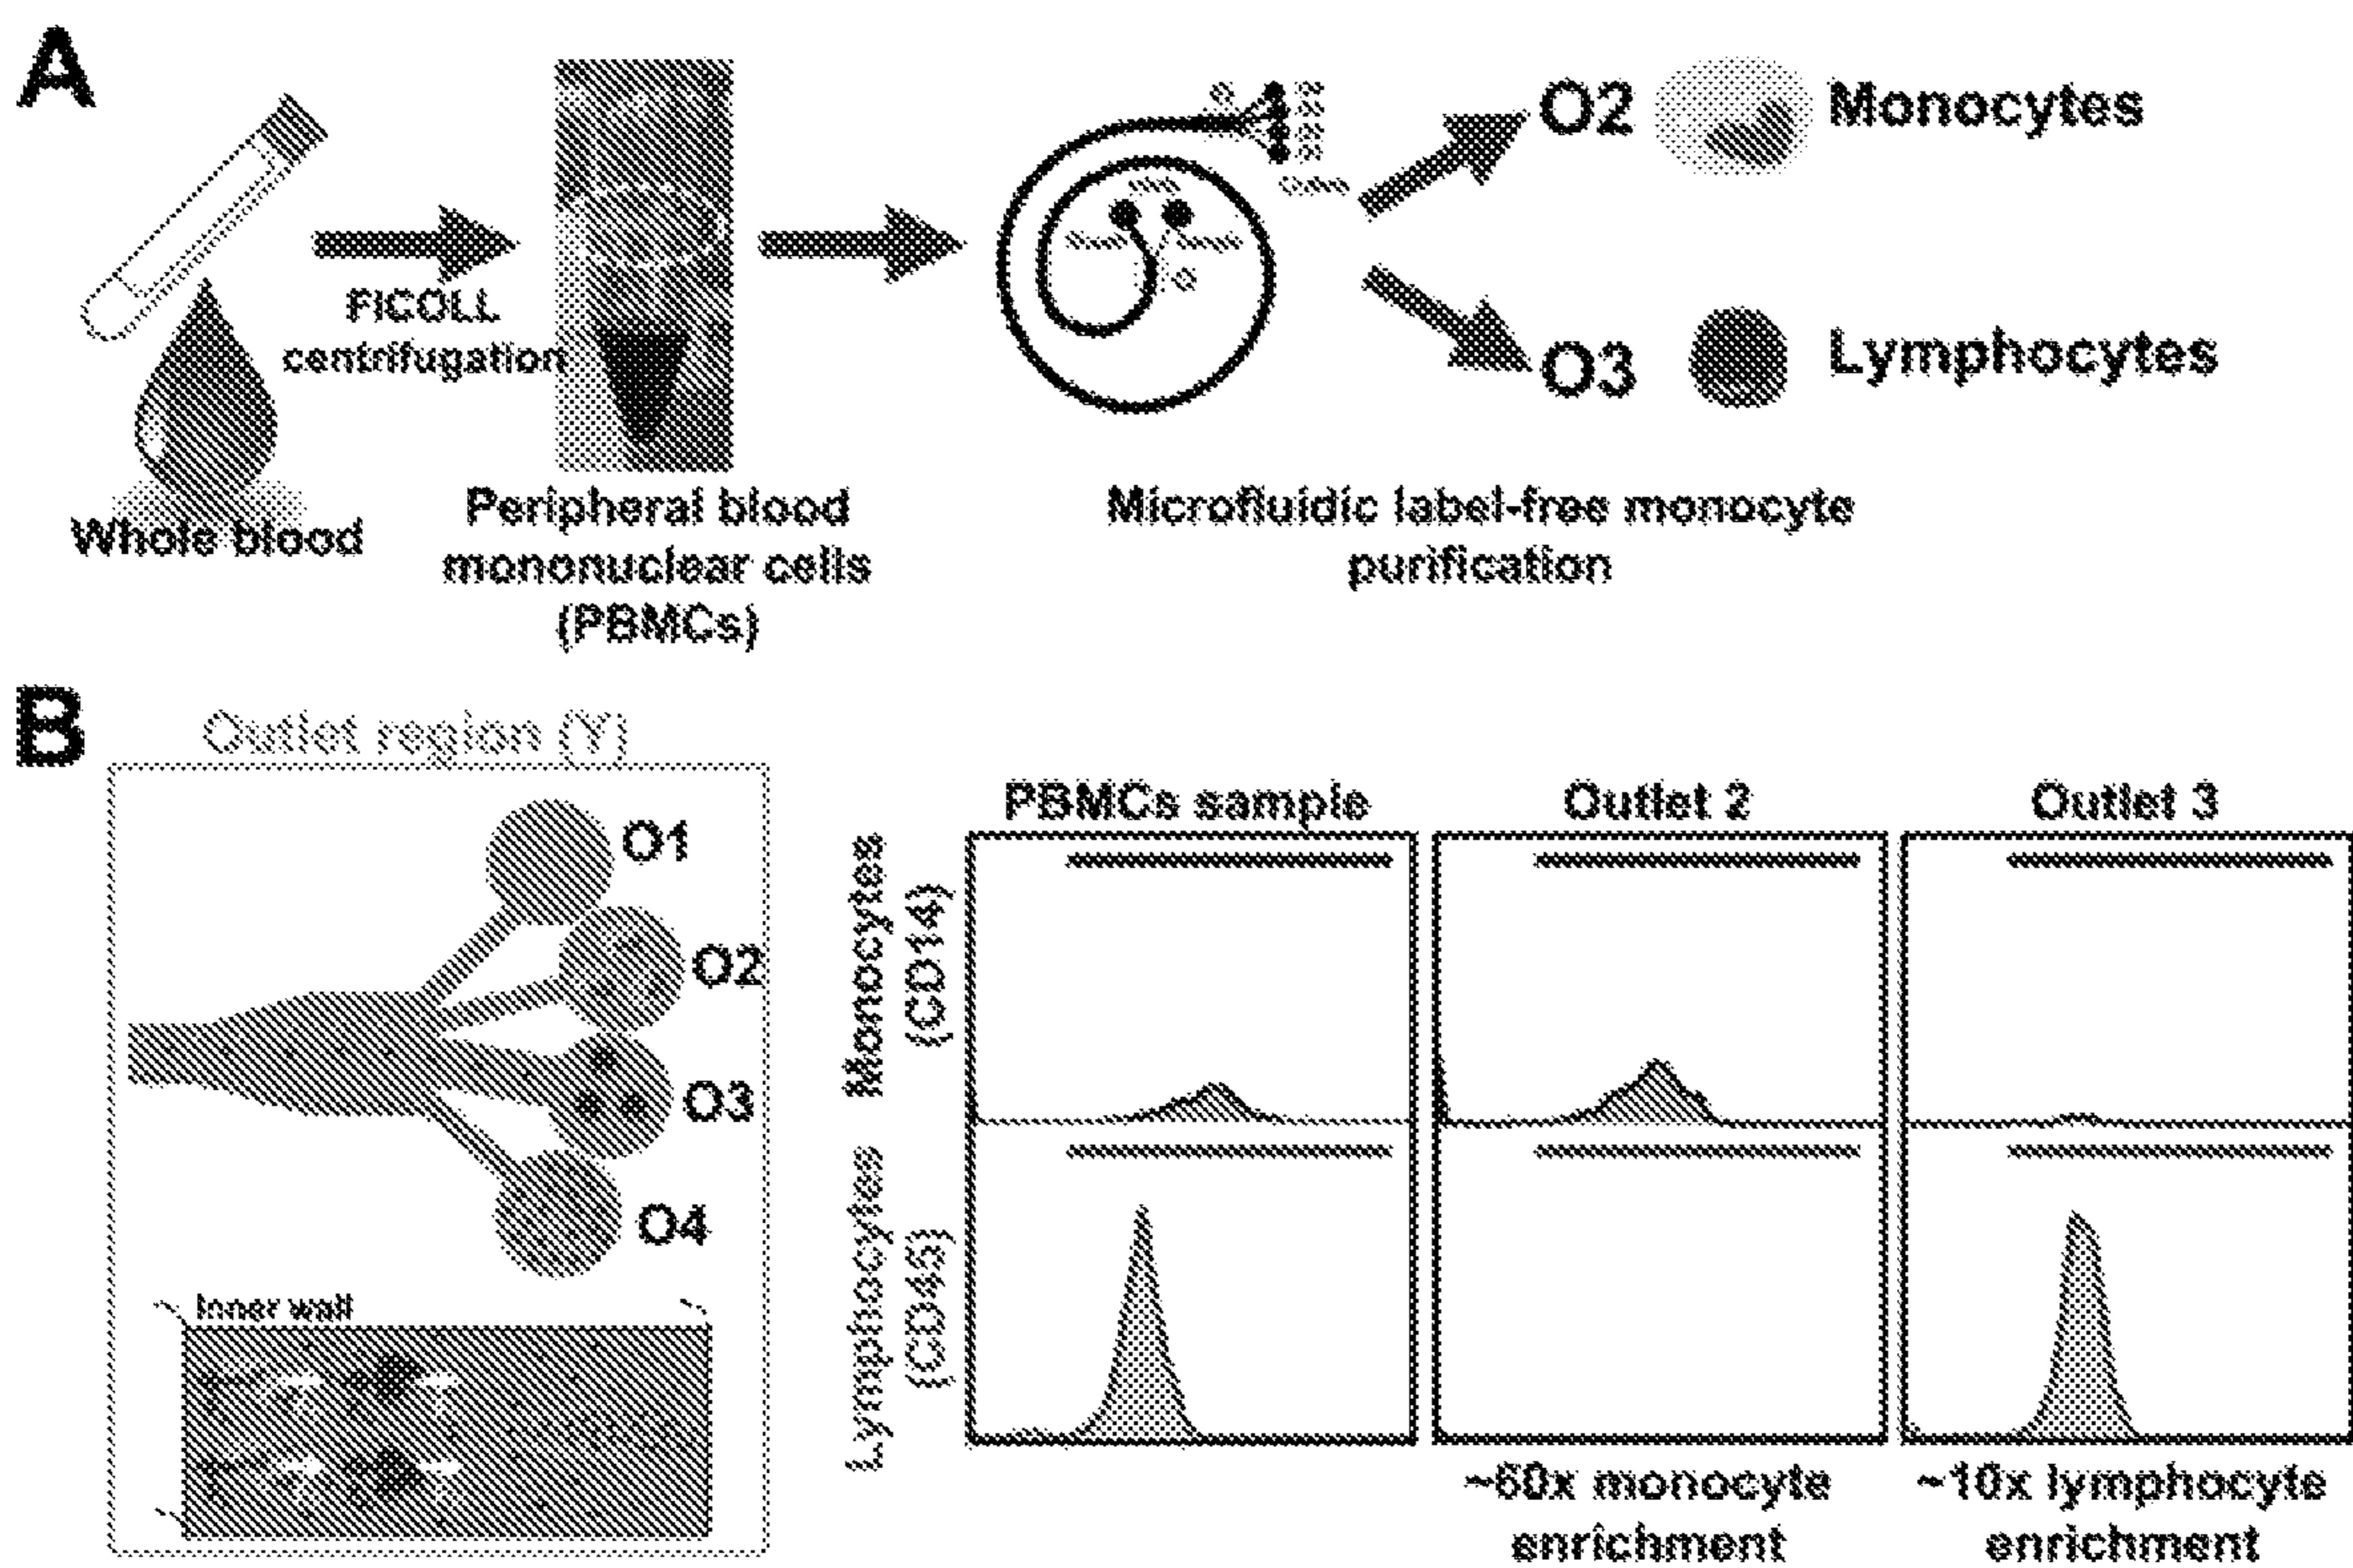 A
O2 Monocytes
FICOLL
centrifugation
O3 Lymphocytes
Whole blood
Peripheral blood
mononuclear cells
(PBMCs)
Microfluidic label-free monocyte
purification
B
Outlet region (Y)
O1
O2
O3
O4
Inner wall
PBMCs sample
Outlet 2
Outlet 3
Monocytes
(CD14)
Lymphocytes
(CD45)
~60x monocyte
enrichment
~10x lymphocyte
enrichment